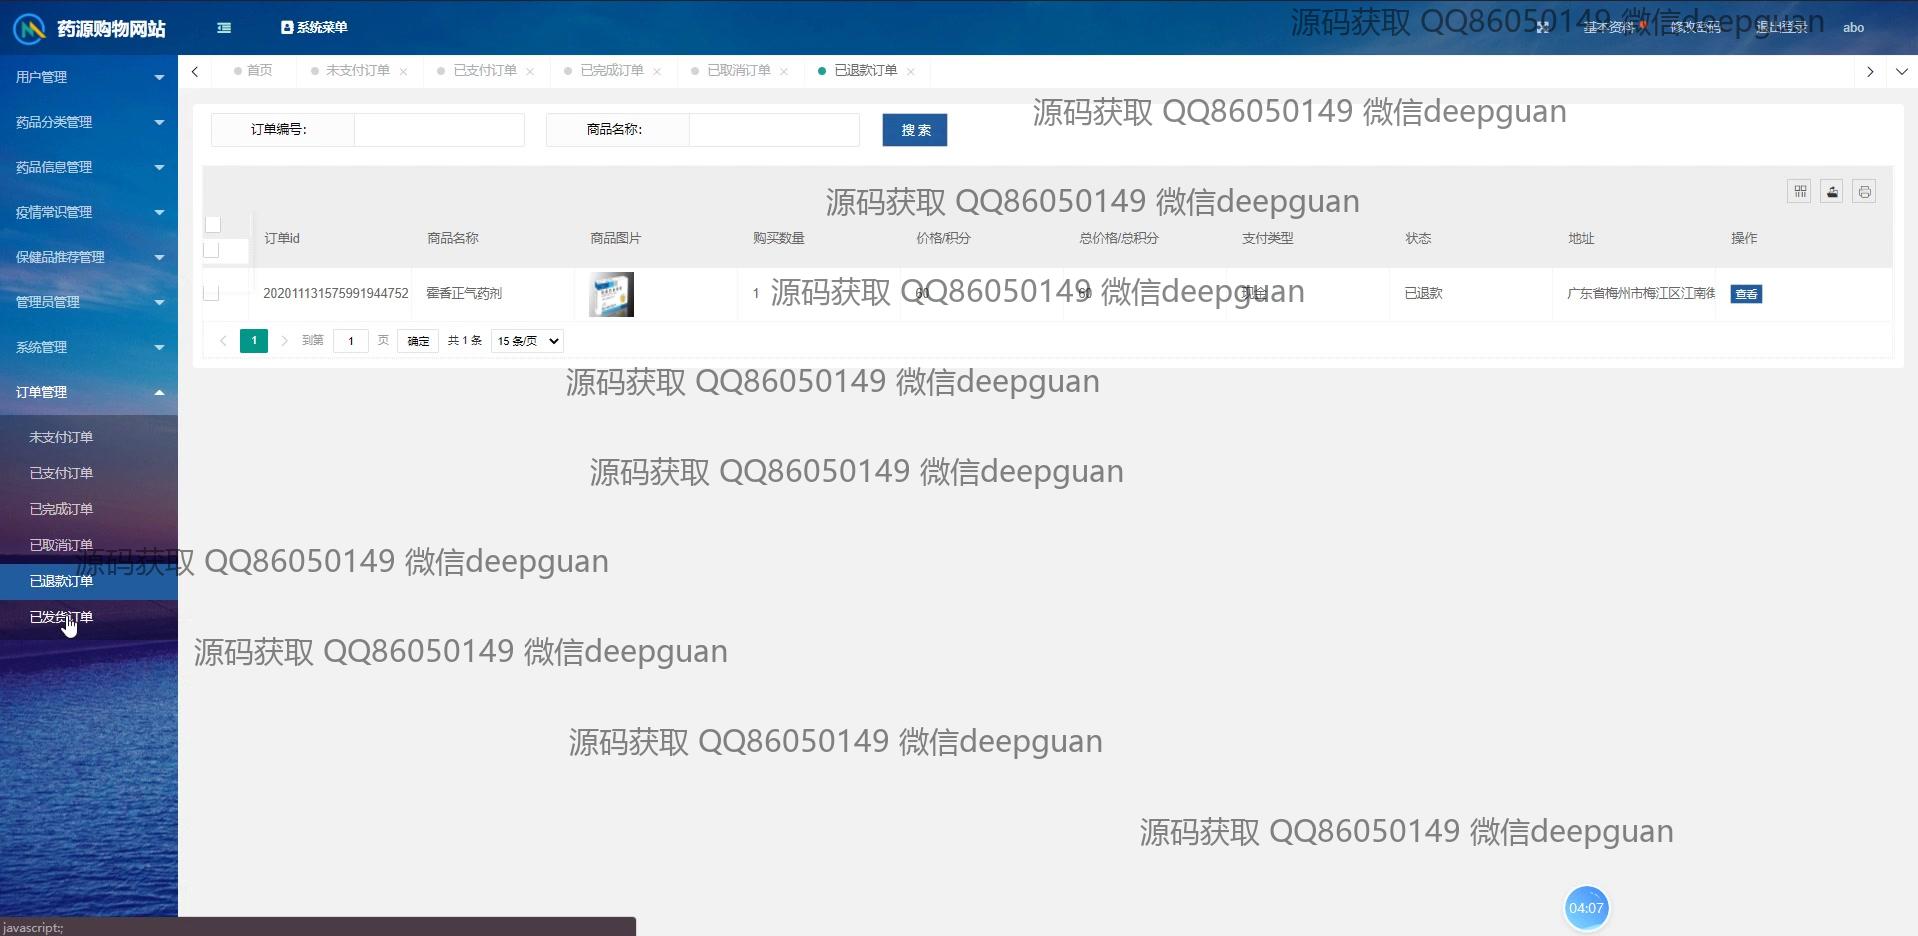 药源购物网站
系统菜单
源码获取 QQ86050149 微信deepguan
基本资料
修改密码
退出登录
abo
用户管理
药品分类管理
药品信息管理
疫情常识管理
保健品推荐管理
管理员管理
系统管理
订单管理
未支付订单
已支付订单
已完成订单
已取消订单
已退款订单
已发货订单
首页
未支付订单
已支付订单
已完成订单
已取消订单
已退款订单
源码获取 QQ86050149 微信deepguan
订单编号:
商品名称:
搜 索
源码获取 QQ86050149 微信deepguan
订单id 商品名称 商品图片 购买数量 价格/积分 总价格/总积分 支付类型 状态 地址 操作
202011131575991944752 霍香正气药剂 1 60 60 现金 已退款 广东省梅州市梅江区江南街 查看
源码获取 QQ86050149 微信deepguan
1 到第 1 页 确定 共 1 条 15 条/页
源码获取 QQ86050149 微信deepguan
源码获取 QQ86050149 微信deepguan
源码获取 QQ86050149 微信deepguan
源码获取 QQ86050149 微信deepguan
源码获取 QQ86050149 微信deepguan
源码获取 QQ86050149 微信deepguan
04:07
javascript:;